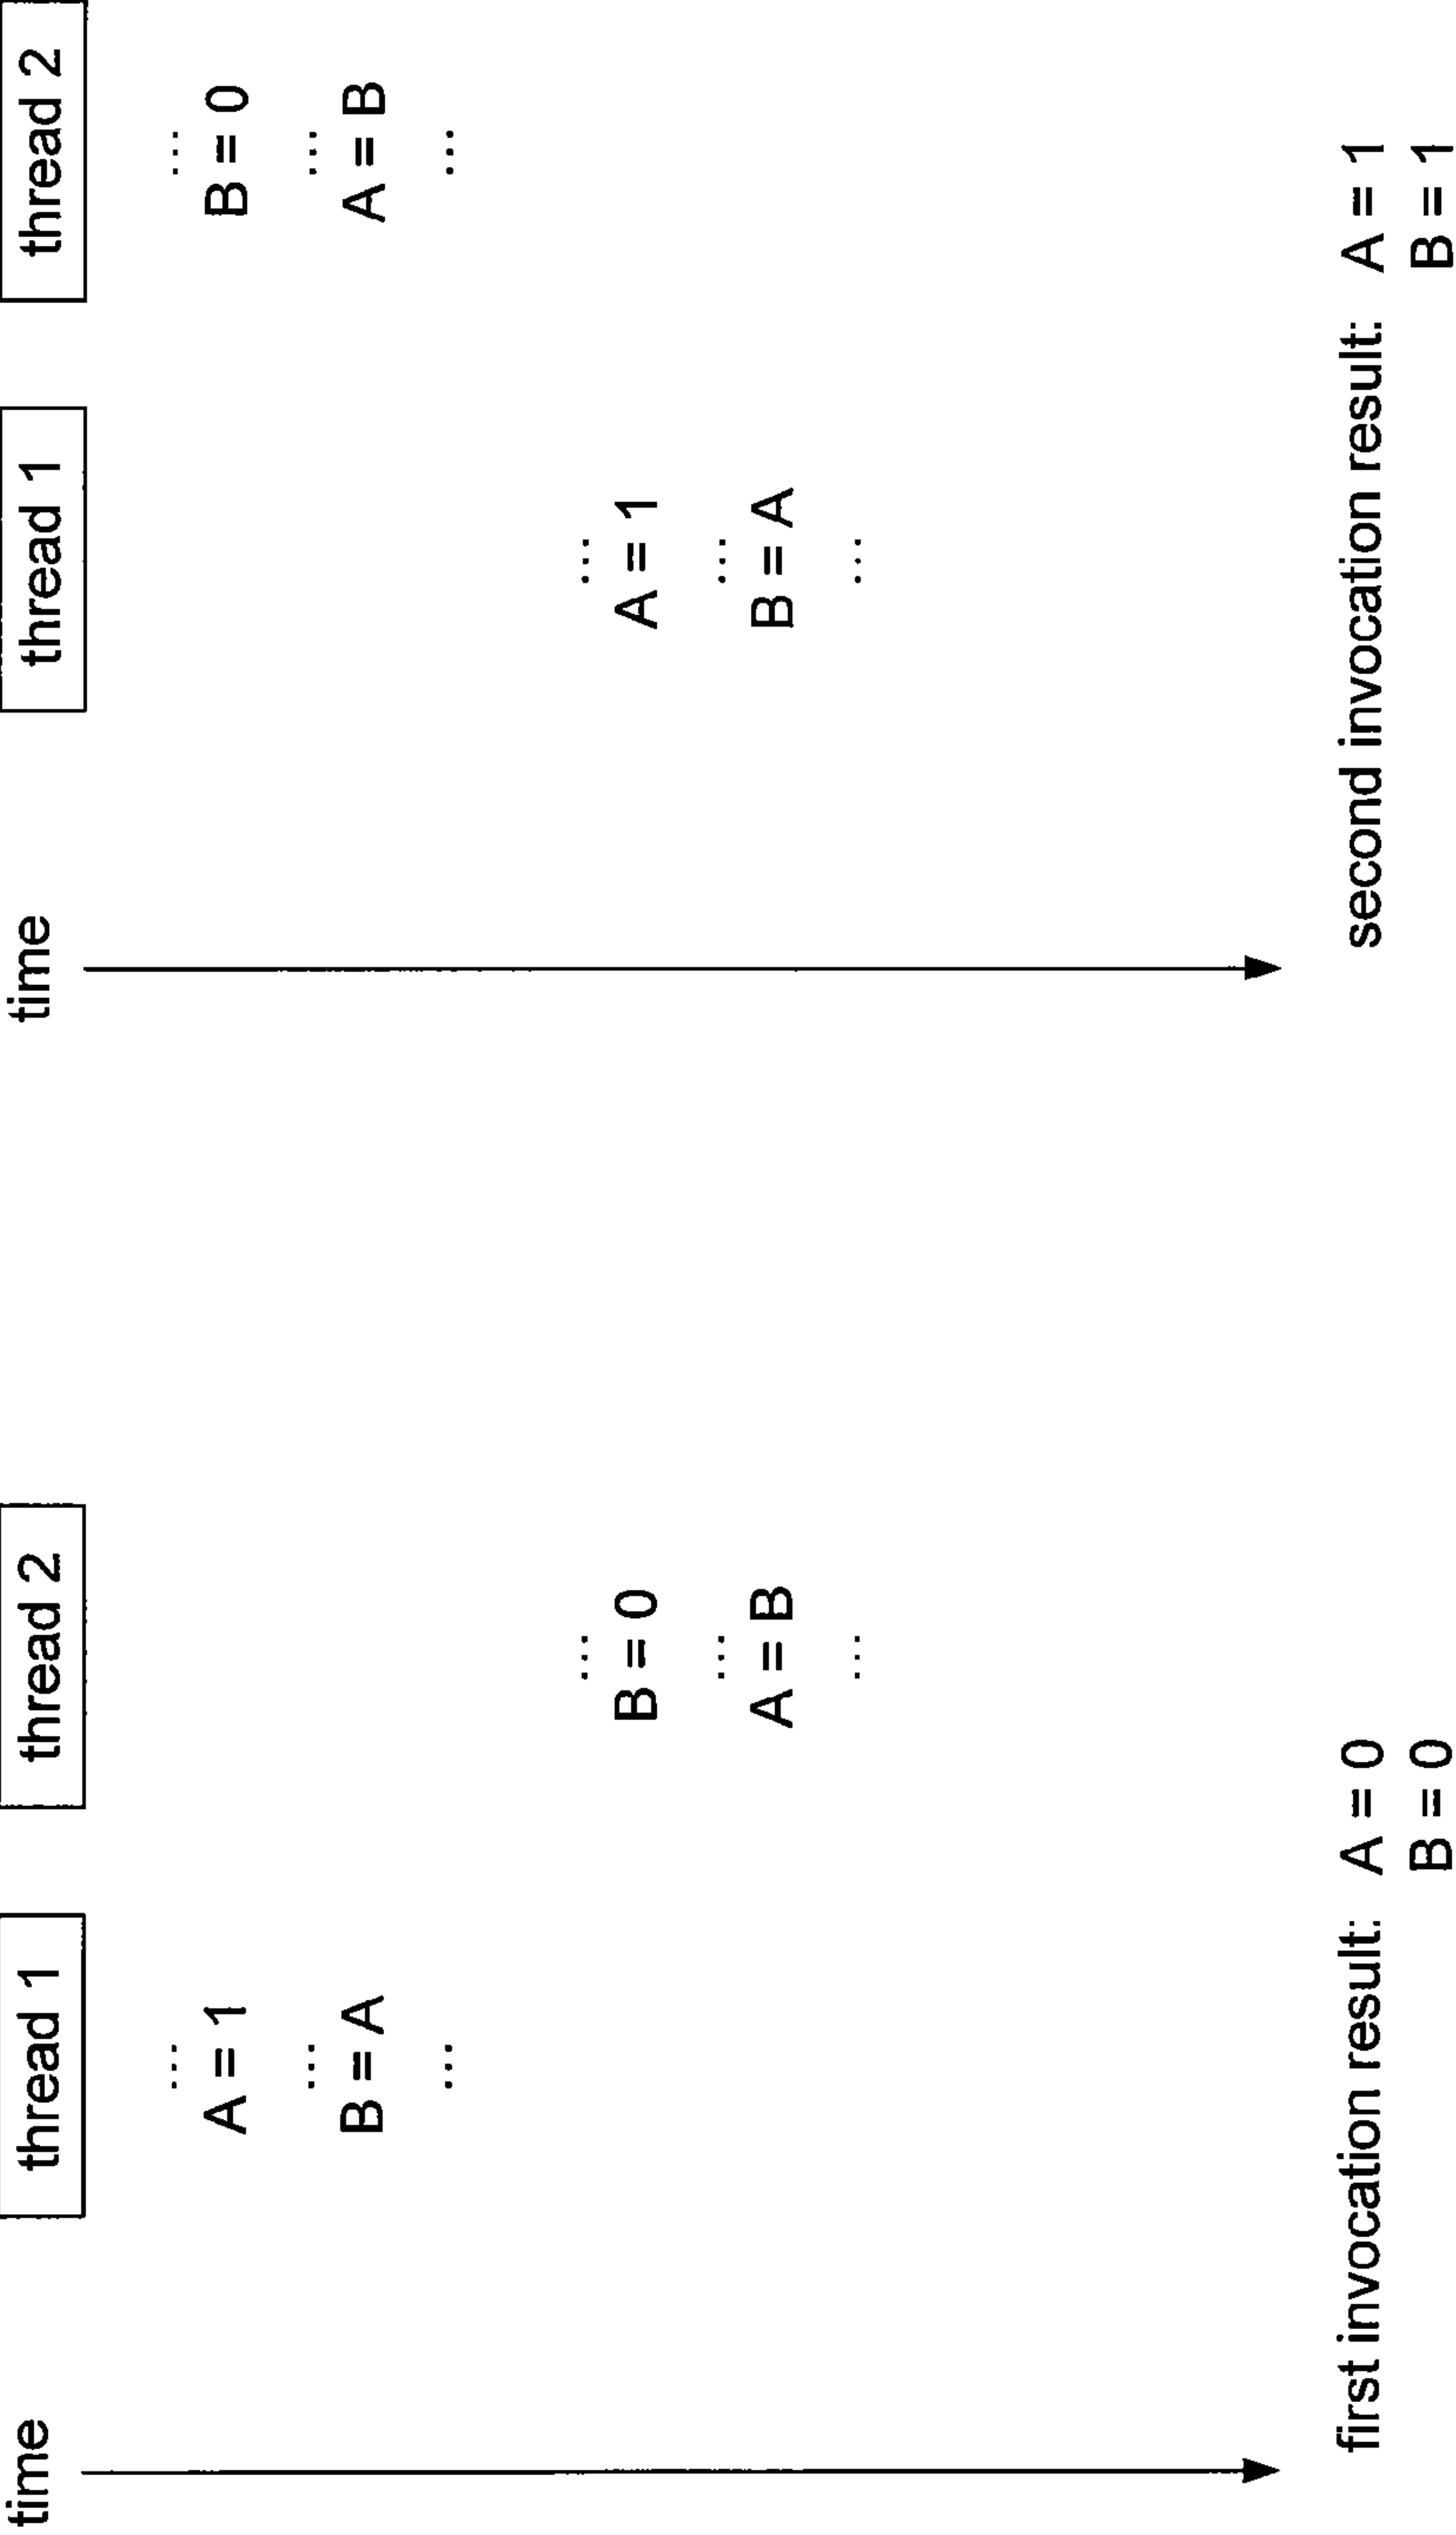 time
thread 1
thread 2
...
A = 1
...
B = A
...
...
B = 0
...
A = B
...
first invocation result: A = 0
B = 0
time
thread 1
thread 2
...
B = 0
...
A = B
...
...
A = 1
...
B = A
...
second invocation result: A = 1
B = 1